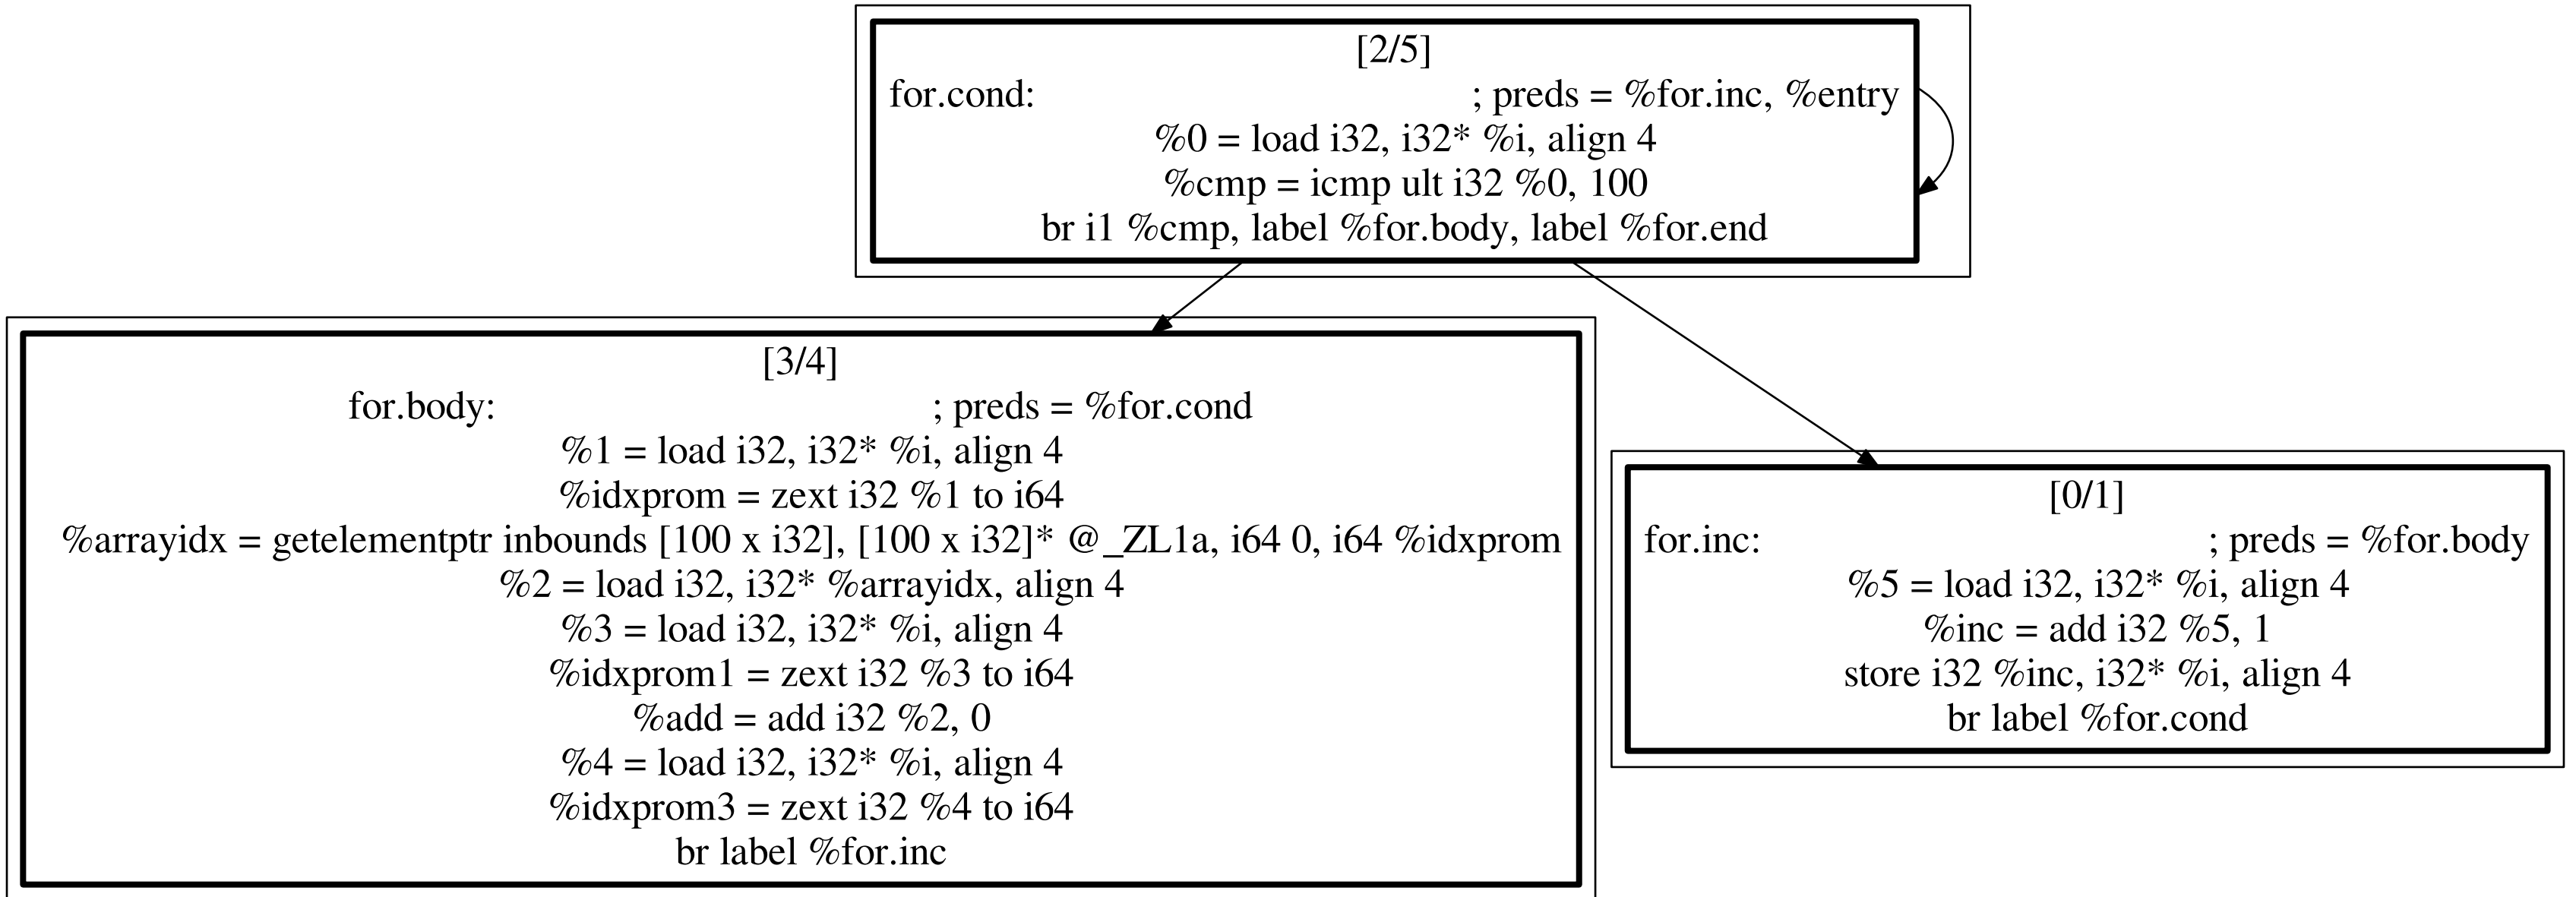 [2/5]
for.cond: ; preds = %for.inc, %entry
%0 = load i32, i32* %i, align 4
%cmp = icmp ult i32 %0, 100
br i1 %cmp, label %for.body, label %for.end
[3/4]
for.body: ; preds = %for.cond
%1 = load i32, i32* %i, align 4
%idxprom = zext i32 %1 to i64
%arrayidx = getelementptr inbounds [100 x i32], [100 x i32]* @_ZL1a, i64 0, i64 %idxprom
%2 = load i32, i32* %arrayidx, align 4
%3 = load i32, i32* %i, align 4
%idxprom1 = zext i32 %3 to i64
%add = add i32 %2, 0
%4 = load i32, i32* %i, align 4
%idxprom3 = zext i32 %4 to i64
br label %for.inc
[0/1]
for.inc: ; preds = %for.body
%5 = load i32, i32* %i, align 4
%inc = add i32 %5, 1
store i32 %inc, i32* %i, align 4
br label %for.cond